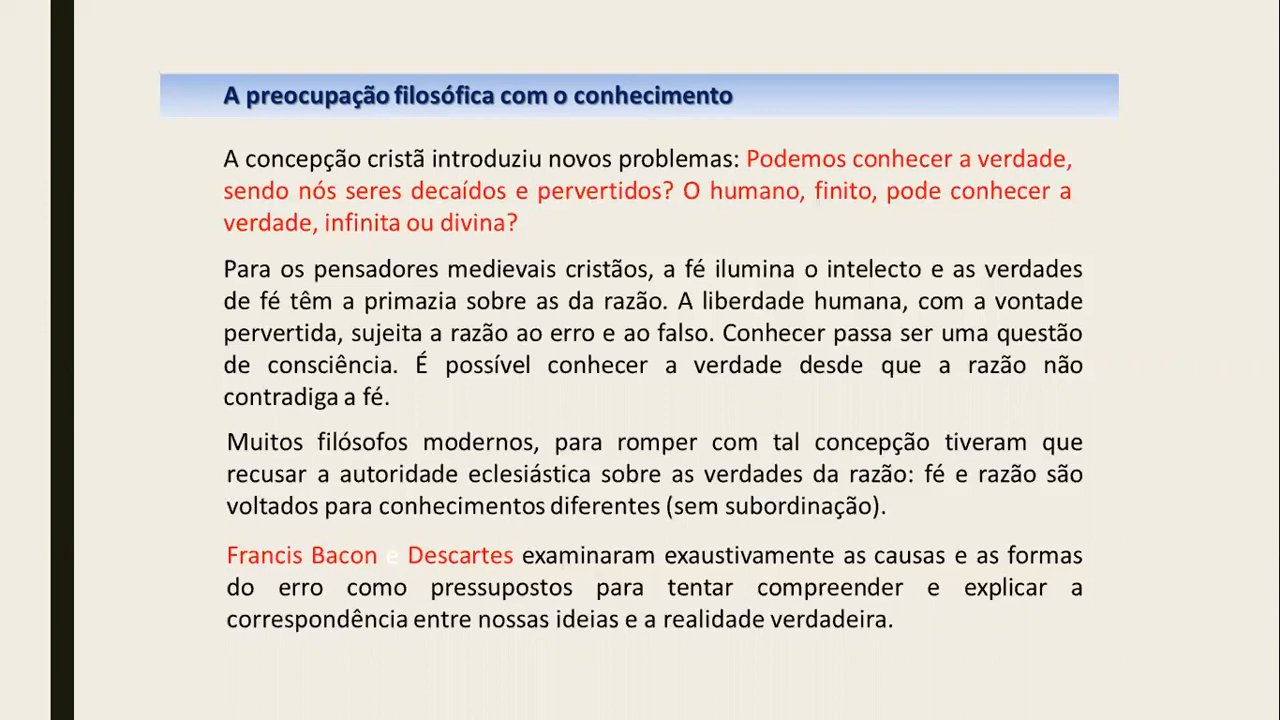 A preocupação filosófica com o conhecimento
A concepção cristã introduziu novos problemas: Podemos conhecer a verdade,
sendo nós seres decaídos e pervertidos? O humano, finito, pode conhecer a
verdade, infinita ou divina?
Para os pensadores medievais cristãos, a fé ilumina o intelecto e as verdades
de fé têm a primazia sobre as da razão. A liberdade humana, com a vontade
pervertida, sujeita a razão ao erro e ao falso. Conhecer passa ser uma questão
de consciência. É possível conhecer a verdade desde que a razão não
contradiga a fé.
Muitos filósofos modernos, para romper com tal concepção tiveram que
recusar a autoridade eclesiástica sobre as verdades da razão: fé e razão são
voltados para conhecimentos diferentes (sem subordinação).
Francis Bacon e Descartes examinaram exaustivamente as causas e as formas
do erro como pressupostos para tentar compreender e explicar a
correspondência entre nossas ideias e a realidade verdadeira.